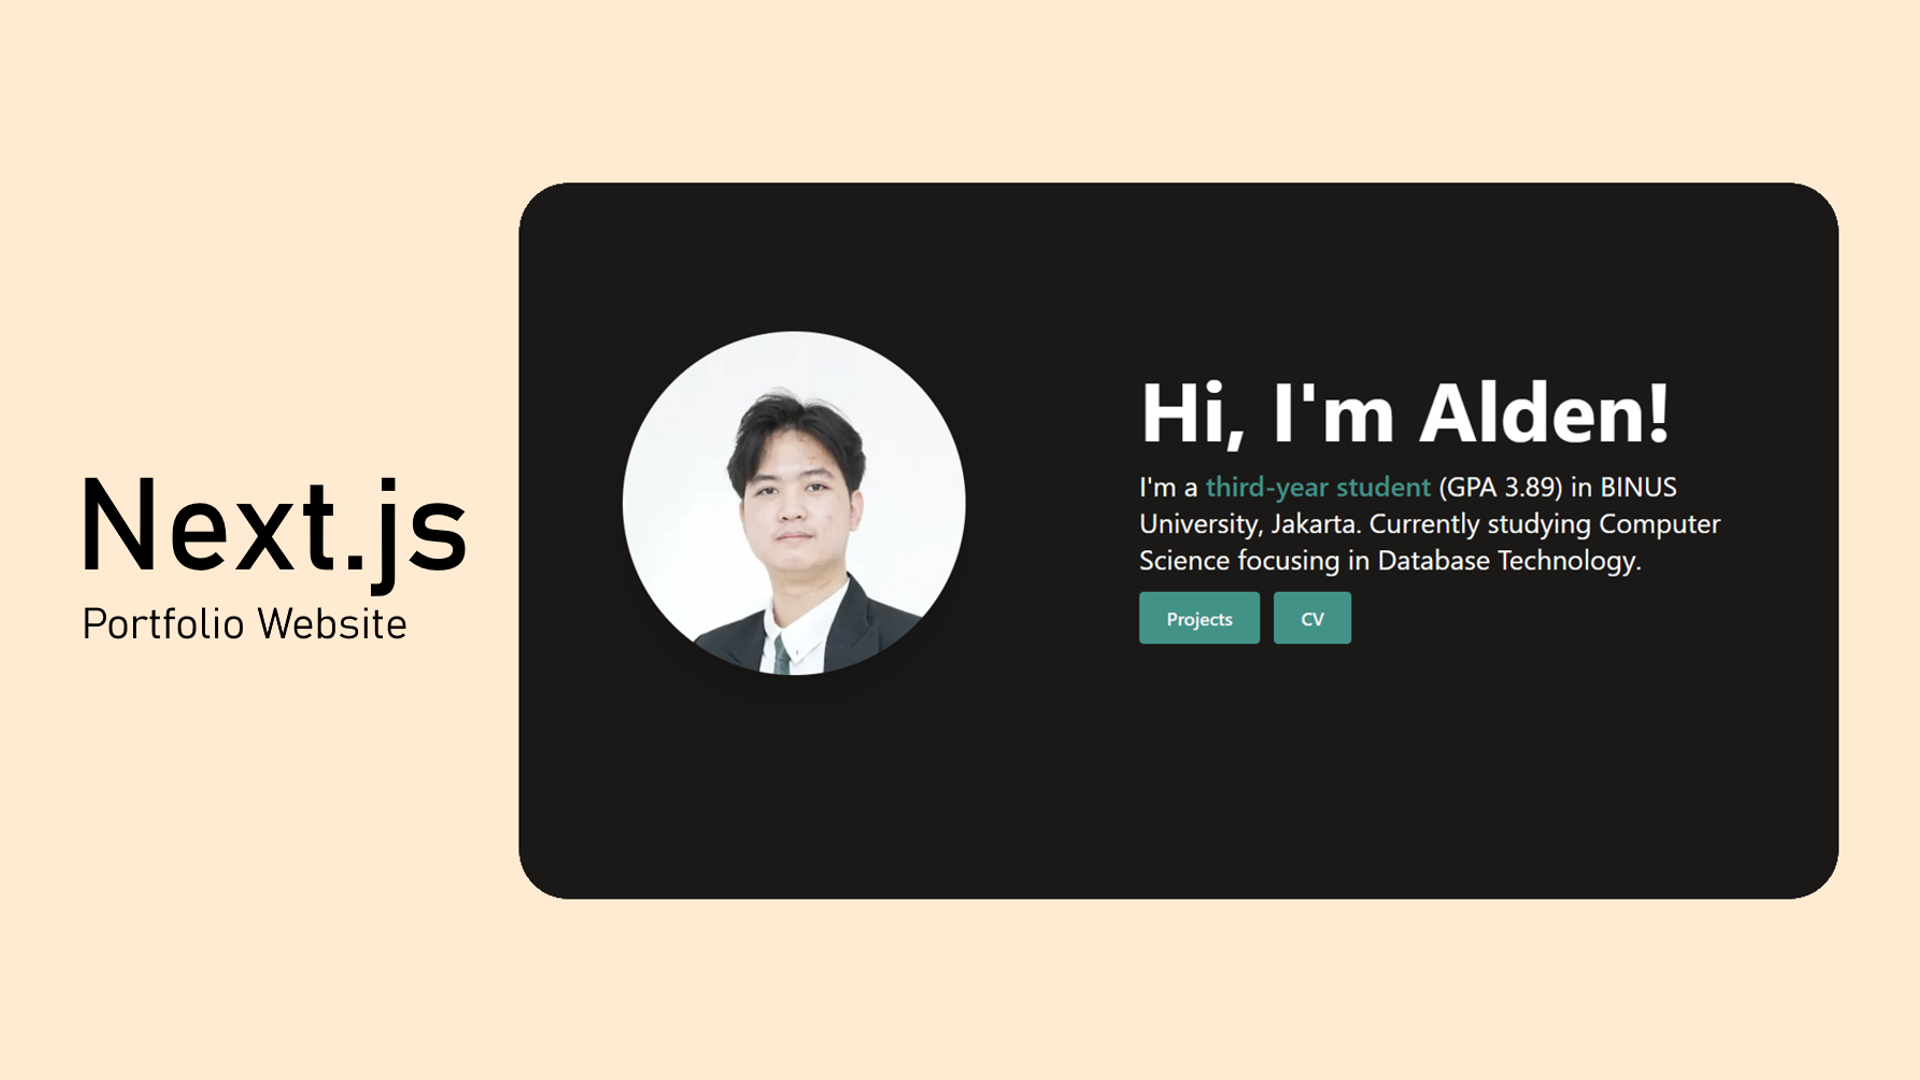 Next.js
Portfolio Website
Hi, I'm Alden!
I'm a third-year student (GPA 3.89) in BINUS
University, Jakarta. Currently studying Computer
Science focusing in Database Technology.
Projects
CV